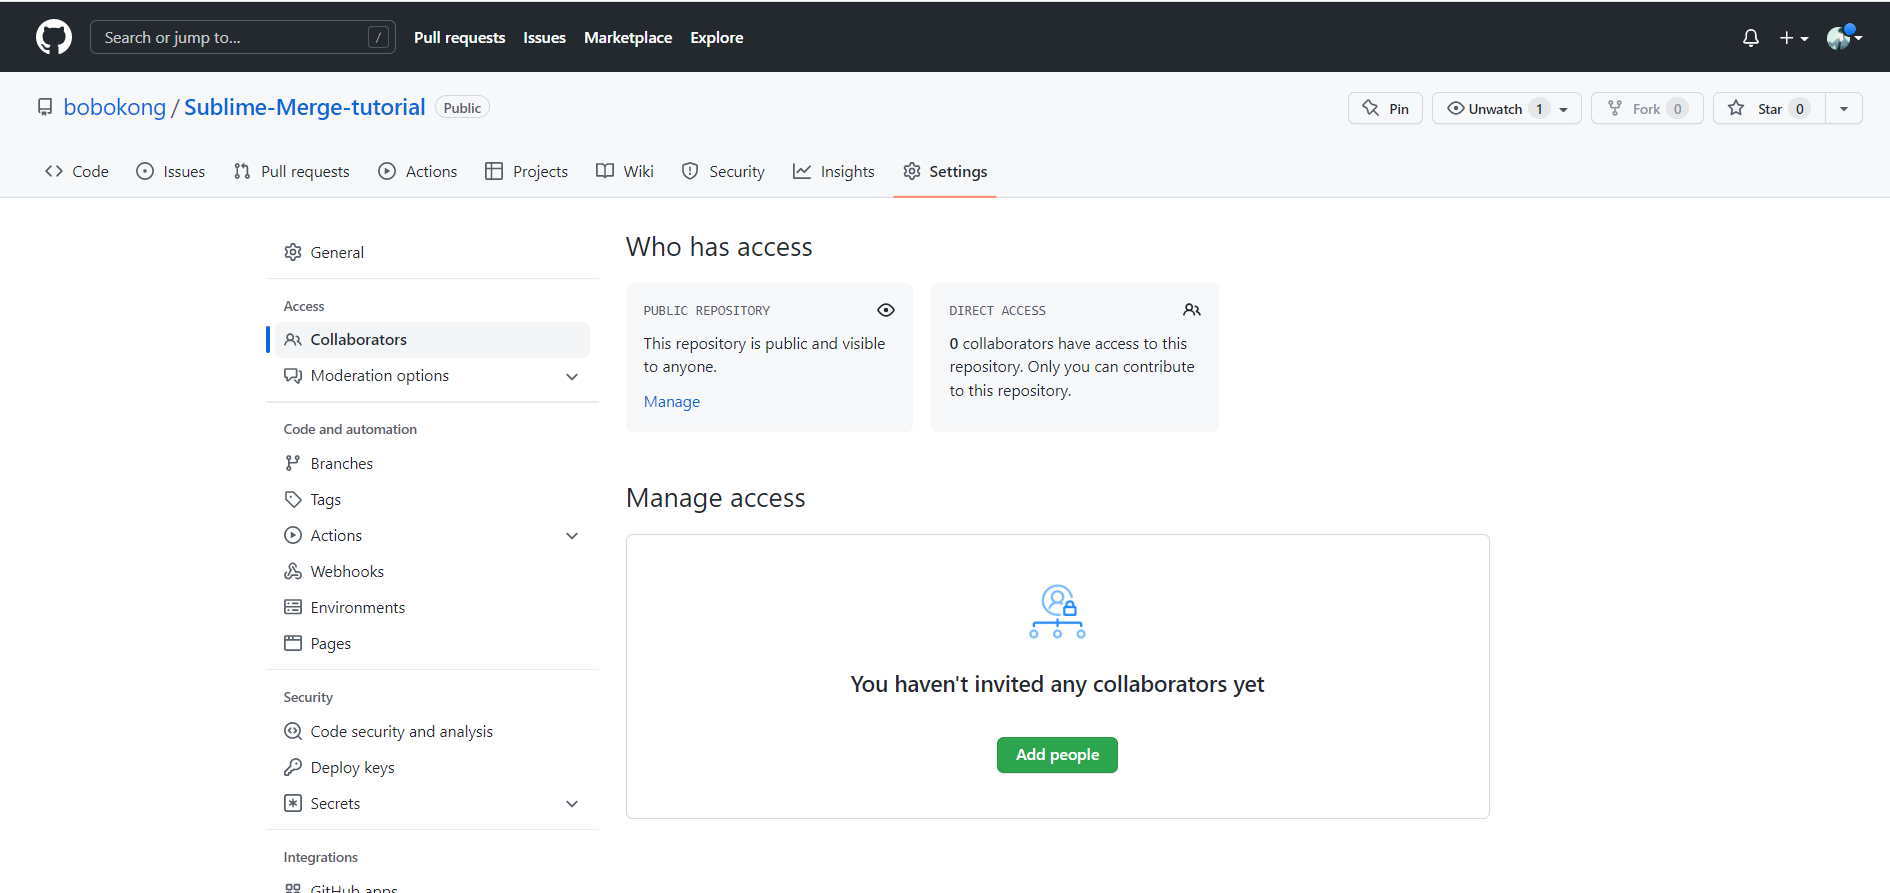 Search or jump to... /
Pull requests Issues Marketplace Explore
bobokong / Sublime-Merge-tutorial Public
Pin Unwatch 1 Fork 0 Star 0
Code Issues Pull requests Actions Projects Wiki Security Insights Settings
General
Access
Collaborators
Moderation options
Code and automation
Branches
Tags
Actions
Webhooks
Environments
Pages
Security
Code security and analysis
Deploy keys
Secrets
Integrations
GitHub apps
Who has access
PUBLIC REPOSITORY
This repository is public and visible
to anyone.
Manage
DIRECT ACCESS
0 collaborators have access to this
repository. Only you can contribute
to this repository.
Manage access
You haven't invited any collaborators yet
Add people